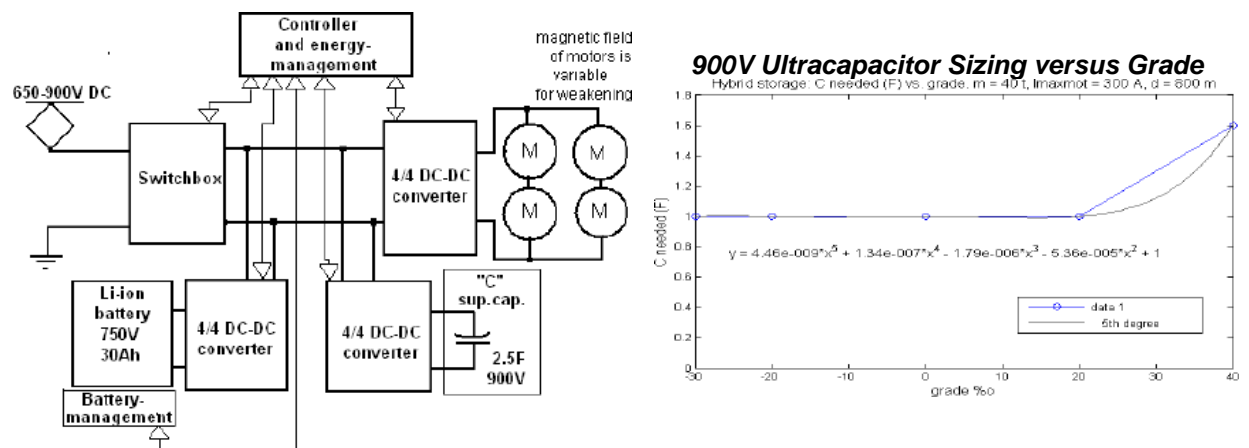 Controller
and energy-
management
magnetic field
of motors is
variable
for weakening
650-900V DC
Switchbox
4/4 DC-DC
converter
M
M
M
M
Li-ion
battery
750V
30Ah
4/4 DC-DC
converter
4/4 DC-DC
converter
"C"
sup.cap.
2.5F
900V
Battery-
management
900V Ultracapacitor Sizing versus Grade
Hybrid storage: C needed (F) vs. grade. m = 40 t, Imaxmot = 300 A, d = 800 m
C needed (F)
1.8
1.6
1.4
1.2
1
0.8
0.6
0.4
0.2
0
y = 4.46e-009*x^5 + 1.34e-007*x^4 - 1.79e-006*x^3 - 5.36e-005*x^2 + 1
data 1
5th degree
-30
-20
-10
0
10
20
30
40
grade %o